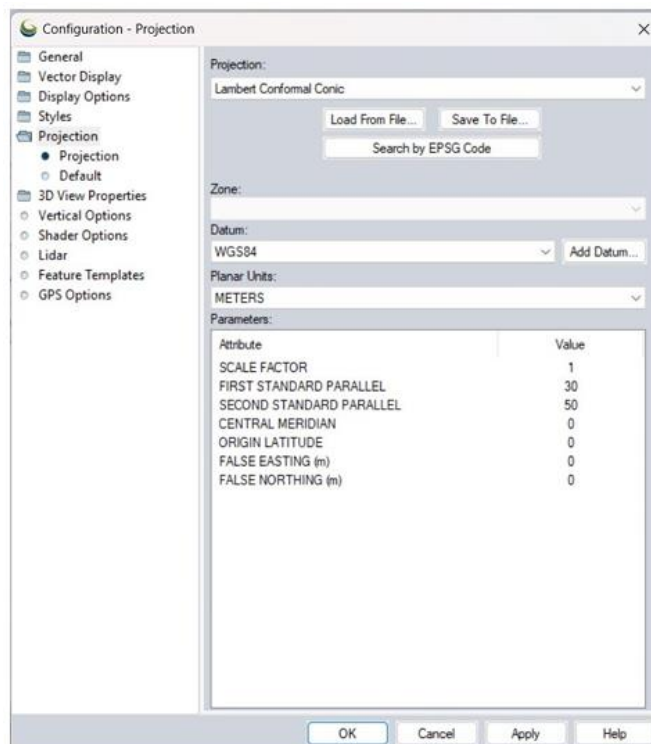 Configuration - Projection
General
Vector Display
Display Options
Styles
Projection
Projection
Default
3D View Properties
Vertical Options
Shader Options
Lidar
Feature Templates
GPS Options
Projection:
Lambert Conformal Conic
Load From File... Save To File...
Search by EPSG Code
Zone:
Datum:
WGS84 Add Datum...
Planar Units:
METERS
Parameters:
Attribute Value
SCALE FACTOR 1
FIRST STANDARD PARALLEL 30
SECOND STANDARD PARALLEL 50
CENTRAL MERIDIAN 0
ORIGIN LATITUDE 0
FALSE EASTING (m) 0
FALSE NORTHING (m) 0
OK Cancel Apply Help